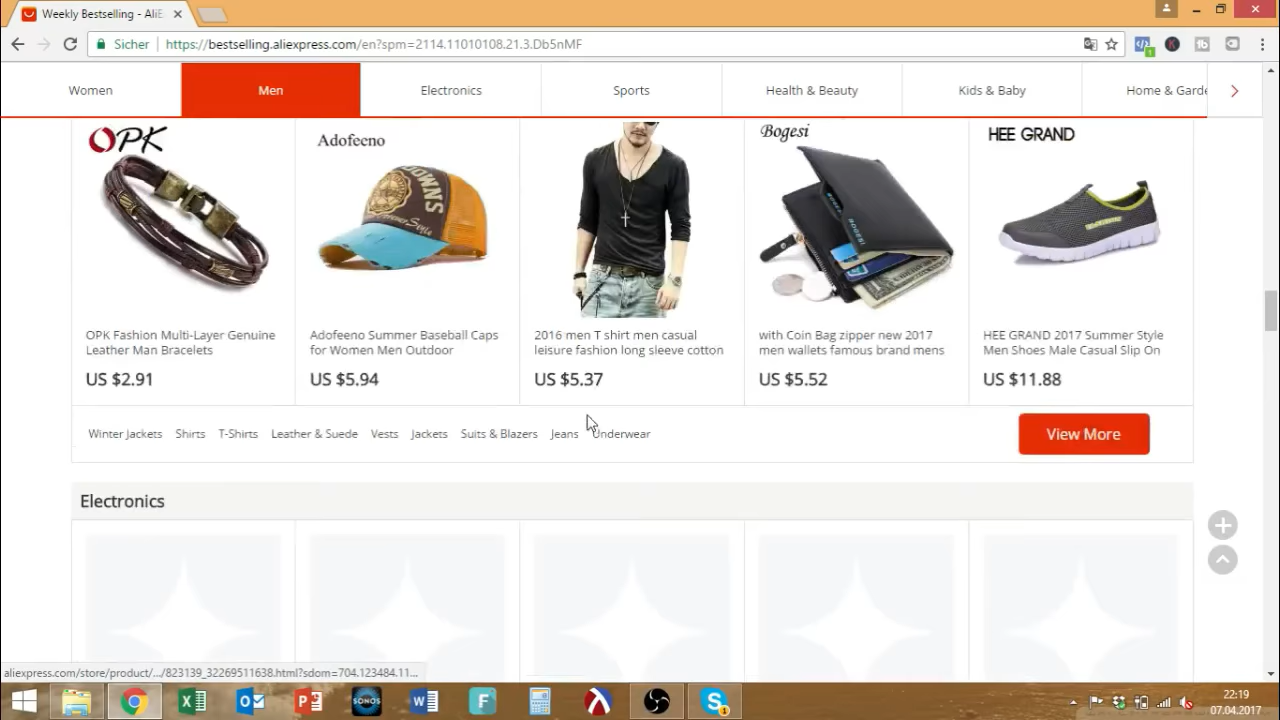 Weekly Bestselling - AliE
Sicher https://bestselling.aliexpress.com/en?spm=2114.11010108.21.3.Db5nMF
Women Men Electronics Sports Health & Beauty Kids & Baby Home & Garde
OPK Adofeeno Bogesi HEE GRAND
OPK Fashion Multi-Layer Genuine
Leather Man Bracelets
US $2.91
Adofeeno Summer Baseball Caps
for Women Men Outdoor
US $5.94
2016 men T shirt men casual
leisure fashion long sleeve cotton
US $5.37
with Coin Bag zipper new 2017
men wallets famous brand mens
US $5.52
HEE GRAND 2017 Summer Style
Men Shoes Male Casual Slip On
US $11.88
Winter Jackets Shirts T-Shirts Leather & Suede Vests Jackets Suits & Blazers Jeans Underwear View More
Electronics
aliexpress.com/store/product/.../823139_32269511638.html?sdom=704.123484.11...
SONOS
22:19
07.04.2017